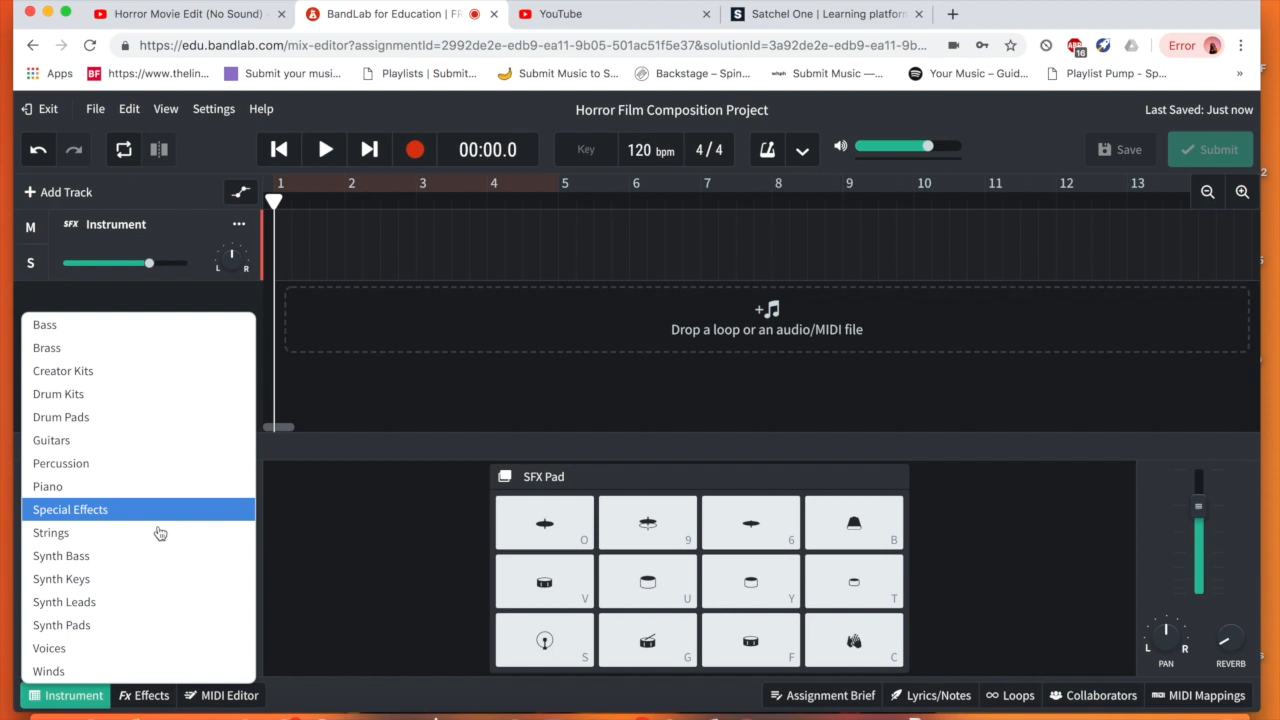 Horror Movie Edit (No Sound) -
BandLab for Education | FR
YouTube
Satchel One | Learning platform
https://edu.bandlab.com/mix-editor?assignmentId=2992de2e-edb9-ea11-9b05-501ac51f5e37&solutionId=3a92de2e-edb9-ea11-9b...
ABP
16
Error
Apps
BF
https://www.thelin...
Submit your musi...
Playlists | Submit...
Submit Music to S...
Backstage – Spin...
whph
Submit Music —...
Your Music – Guid...
Playlist Pump - Sp...
»
Exit
File
Edit
View
Settings
Help
Horror Film Composition Project
Last Saved: Just now
00:00.0
Key
120 bpm
4 / 4
Save
Submit
+ Add Track
1 2 3 4 5 6 7 8 9 10 11 12 13
M
SFX
Instrument
S
L R
Drop a loop or an audio/MIDI file
Bass
Brass
Creator Kits
Drum Kits
Drum Pads
Guitars
Percussion
Piano
Special Effects
Strings
Synth Bass
Synth Keys
Synth Leads
Synth Pads
Voices
Winds
SFX Pad
O 9 6 B
V U Y T
S G F C
L R
PAN
REVERB
Instrument
Fx Effects
MIDI Editor
Assignment Brief
Lyrics/Notes
Loops
Collaborators
MIDI Mappings